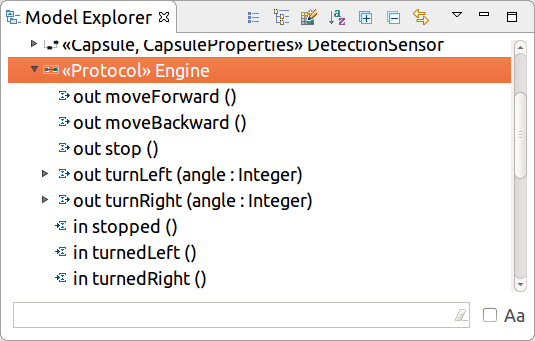 Model Explorer
«Capsule, CapsuleProperties» DetectionSensor
«Protocol» Engine
out moveForward ()
out moveBackward ()
out stop ()
out turnLeft (angle : Integer)
out turnRight (angle : Integer)
in stopped ()
in turnedLeft ()
in turnedRight ()
Aa